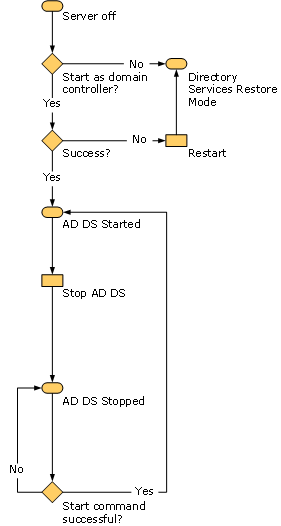 Server off
No
Start as domain
controller?
Directory
Services Restore
Mode
Yes
No
Success?
Restart
Yes
AD DS Started
Stop AD DS
AD DS Stopped
No
Yes
Start command
successful?